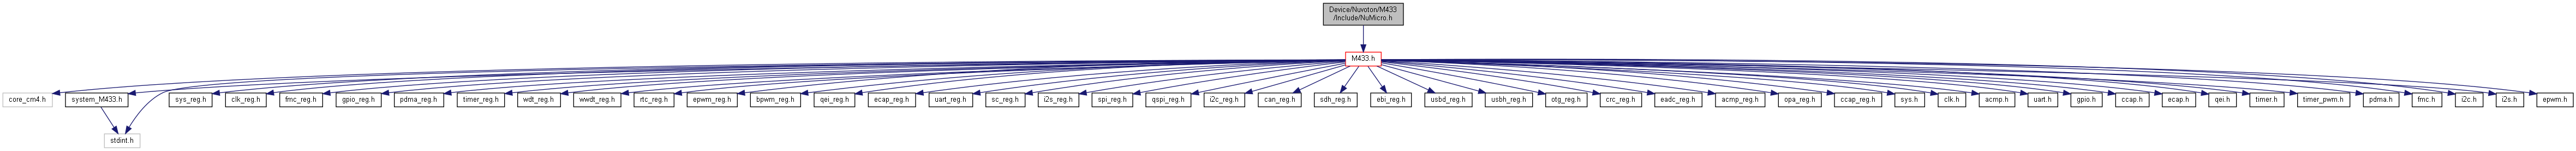 Device/Nuvoton/M433
/Include/NuMicro.h
M433.h
core_cm4.h
system_M433.h
sys_reg.h
clk_reg.h
fmc_reg.h
gpio_reg.h
pdma_reg.h
timer_reg.h
wdt_reg.h
wwdt_reg.h
rtc_reg.h
epwm_reg.h
bpwm_reg.h
qei_reg.h
ecap_reg.h
uart_reg.h
sc_reg.h
i2s_reg.h
spi_reg.h
qspi_reg.h
i2c_reg.h
can_reg.h
sdh_reg.h
ebi_reg.h
usbd_reg.h
usbh_reg.h
otg_reg.h
crc_reg.h
eadc_reg.h
acmp_reg.h
opa_reg.h
ccap_reg.h
sys.h
clk.h
acmp.h
uart.h
gpio.h
ccap.h
ecap.h
qei.h
timer.h
timer_pwm.h
pdma.h
fmc.h
i2c.h
i2s.h
epwm.h
stdint.h